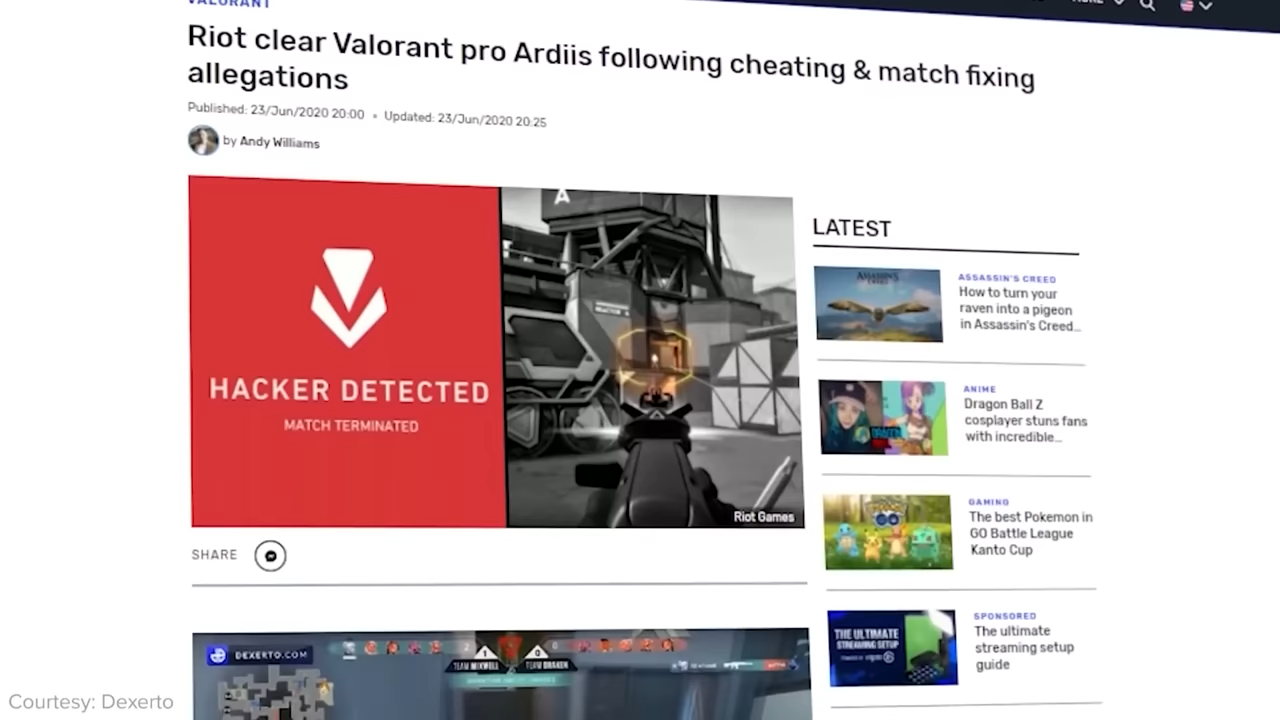 VALORANT
Riot clear Valorant pro Ardiis following cheating & match fixing
allegations
Published: 23/Jun/2020 20:00 • Updated: 23/Jun/2020 20:25
by Andy Williams
A
HACKER DETECTED
MATCH TERMINATED
Riot Games
SHARE
DEXERTO.COM
1
0
TEAM MIXWELL
TEAM DRAKEN
LATEST
ASSASSIN'S CREED
ASSASSIN'S CREED
How to turn your
raven into a pigeon
in Assassin's Creed...
ANIME
Dragon Ball Z
cosplayer stuns fans
with incredible...
GAMING
The best Pokemon in
GO Battle League
Kanto Cup
THE ULTIMATE
STREAMING SETUP
SPONSORED
The ultimate
streaming setup
guide
Courtesy: Dexerto